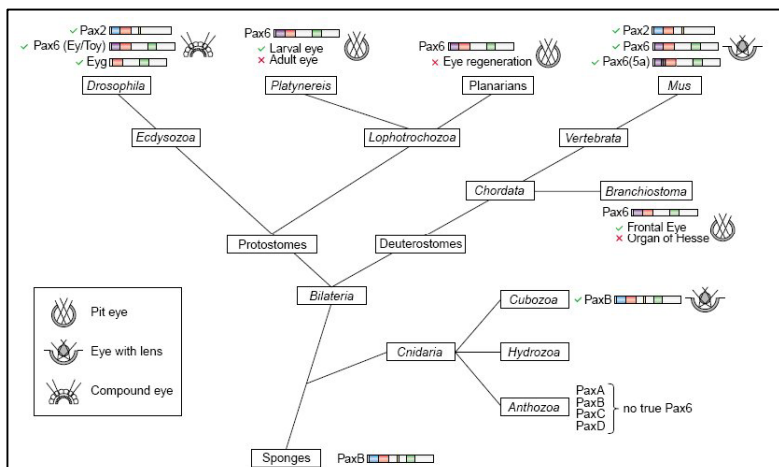 Pax2
Pax6 (Ey/Toy)
Eyg
Drosophila
Pax6
Larval eye
Adult eye
Platynereis
Pax6
Eye regeneration
Planarians
Pax2
Pax6
Pax6(5a)
Mus
Ecdysozoa
Lophotrochozoa
Vertebrata
Chordata
Branchiostoma
Pax6
Frontal Eye
Organ of Hesse
Protostomes
Deuterostomes
Bilateria
Pit eye
Eye with lens
Compound eye
Cnidaria
Cubozoa
PaxB
Hydrozoa
Anthozoa
PaxA
PaxB
PaxC
PaxD
no true Pax6
Sponges
PaxB